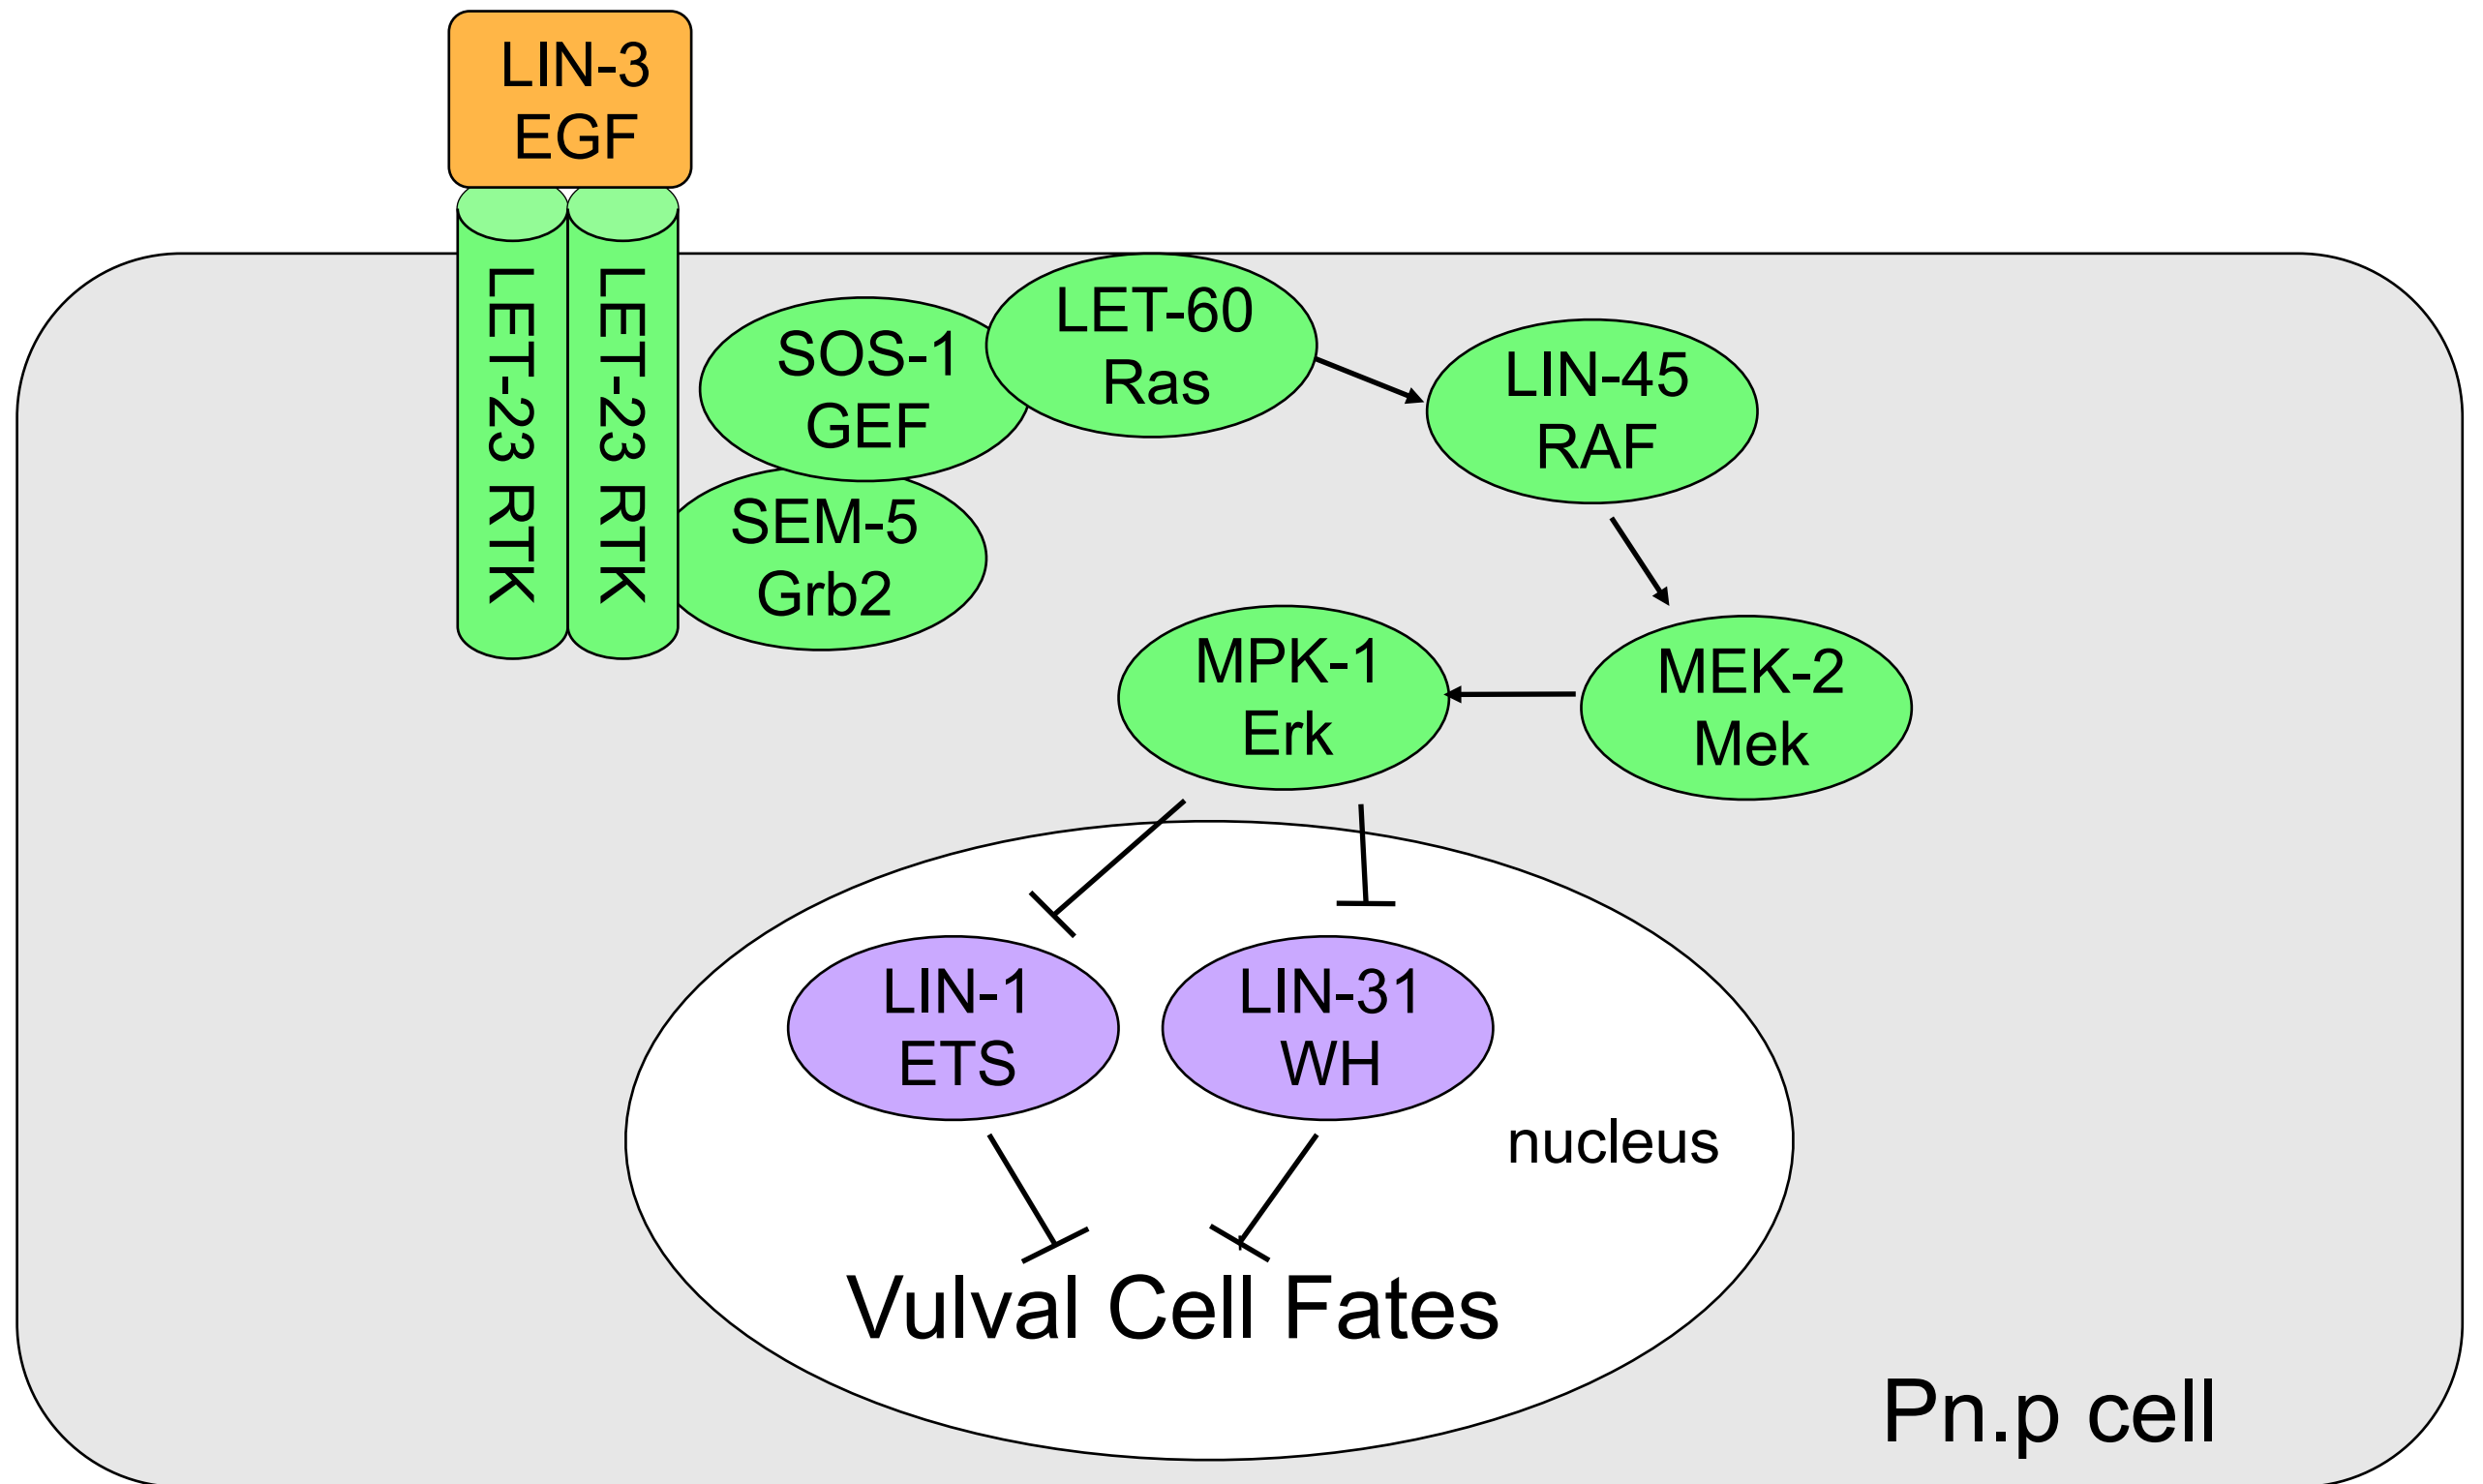 LIN-3
EGF
LET-23 RTK
LET-23 RTK
SOS-1
GEF
LET-60
Ras
LIN-45
RAF
SEM-5
Grb2
MPK-1
Erk
MEK-2
Mek
LIN-1
ETS
LIN-31
WH
nucleus
Vulval Cell Fates
Pn.p cell